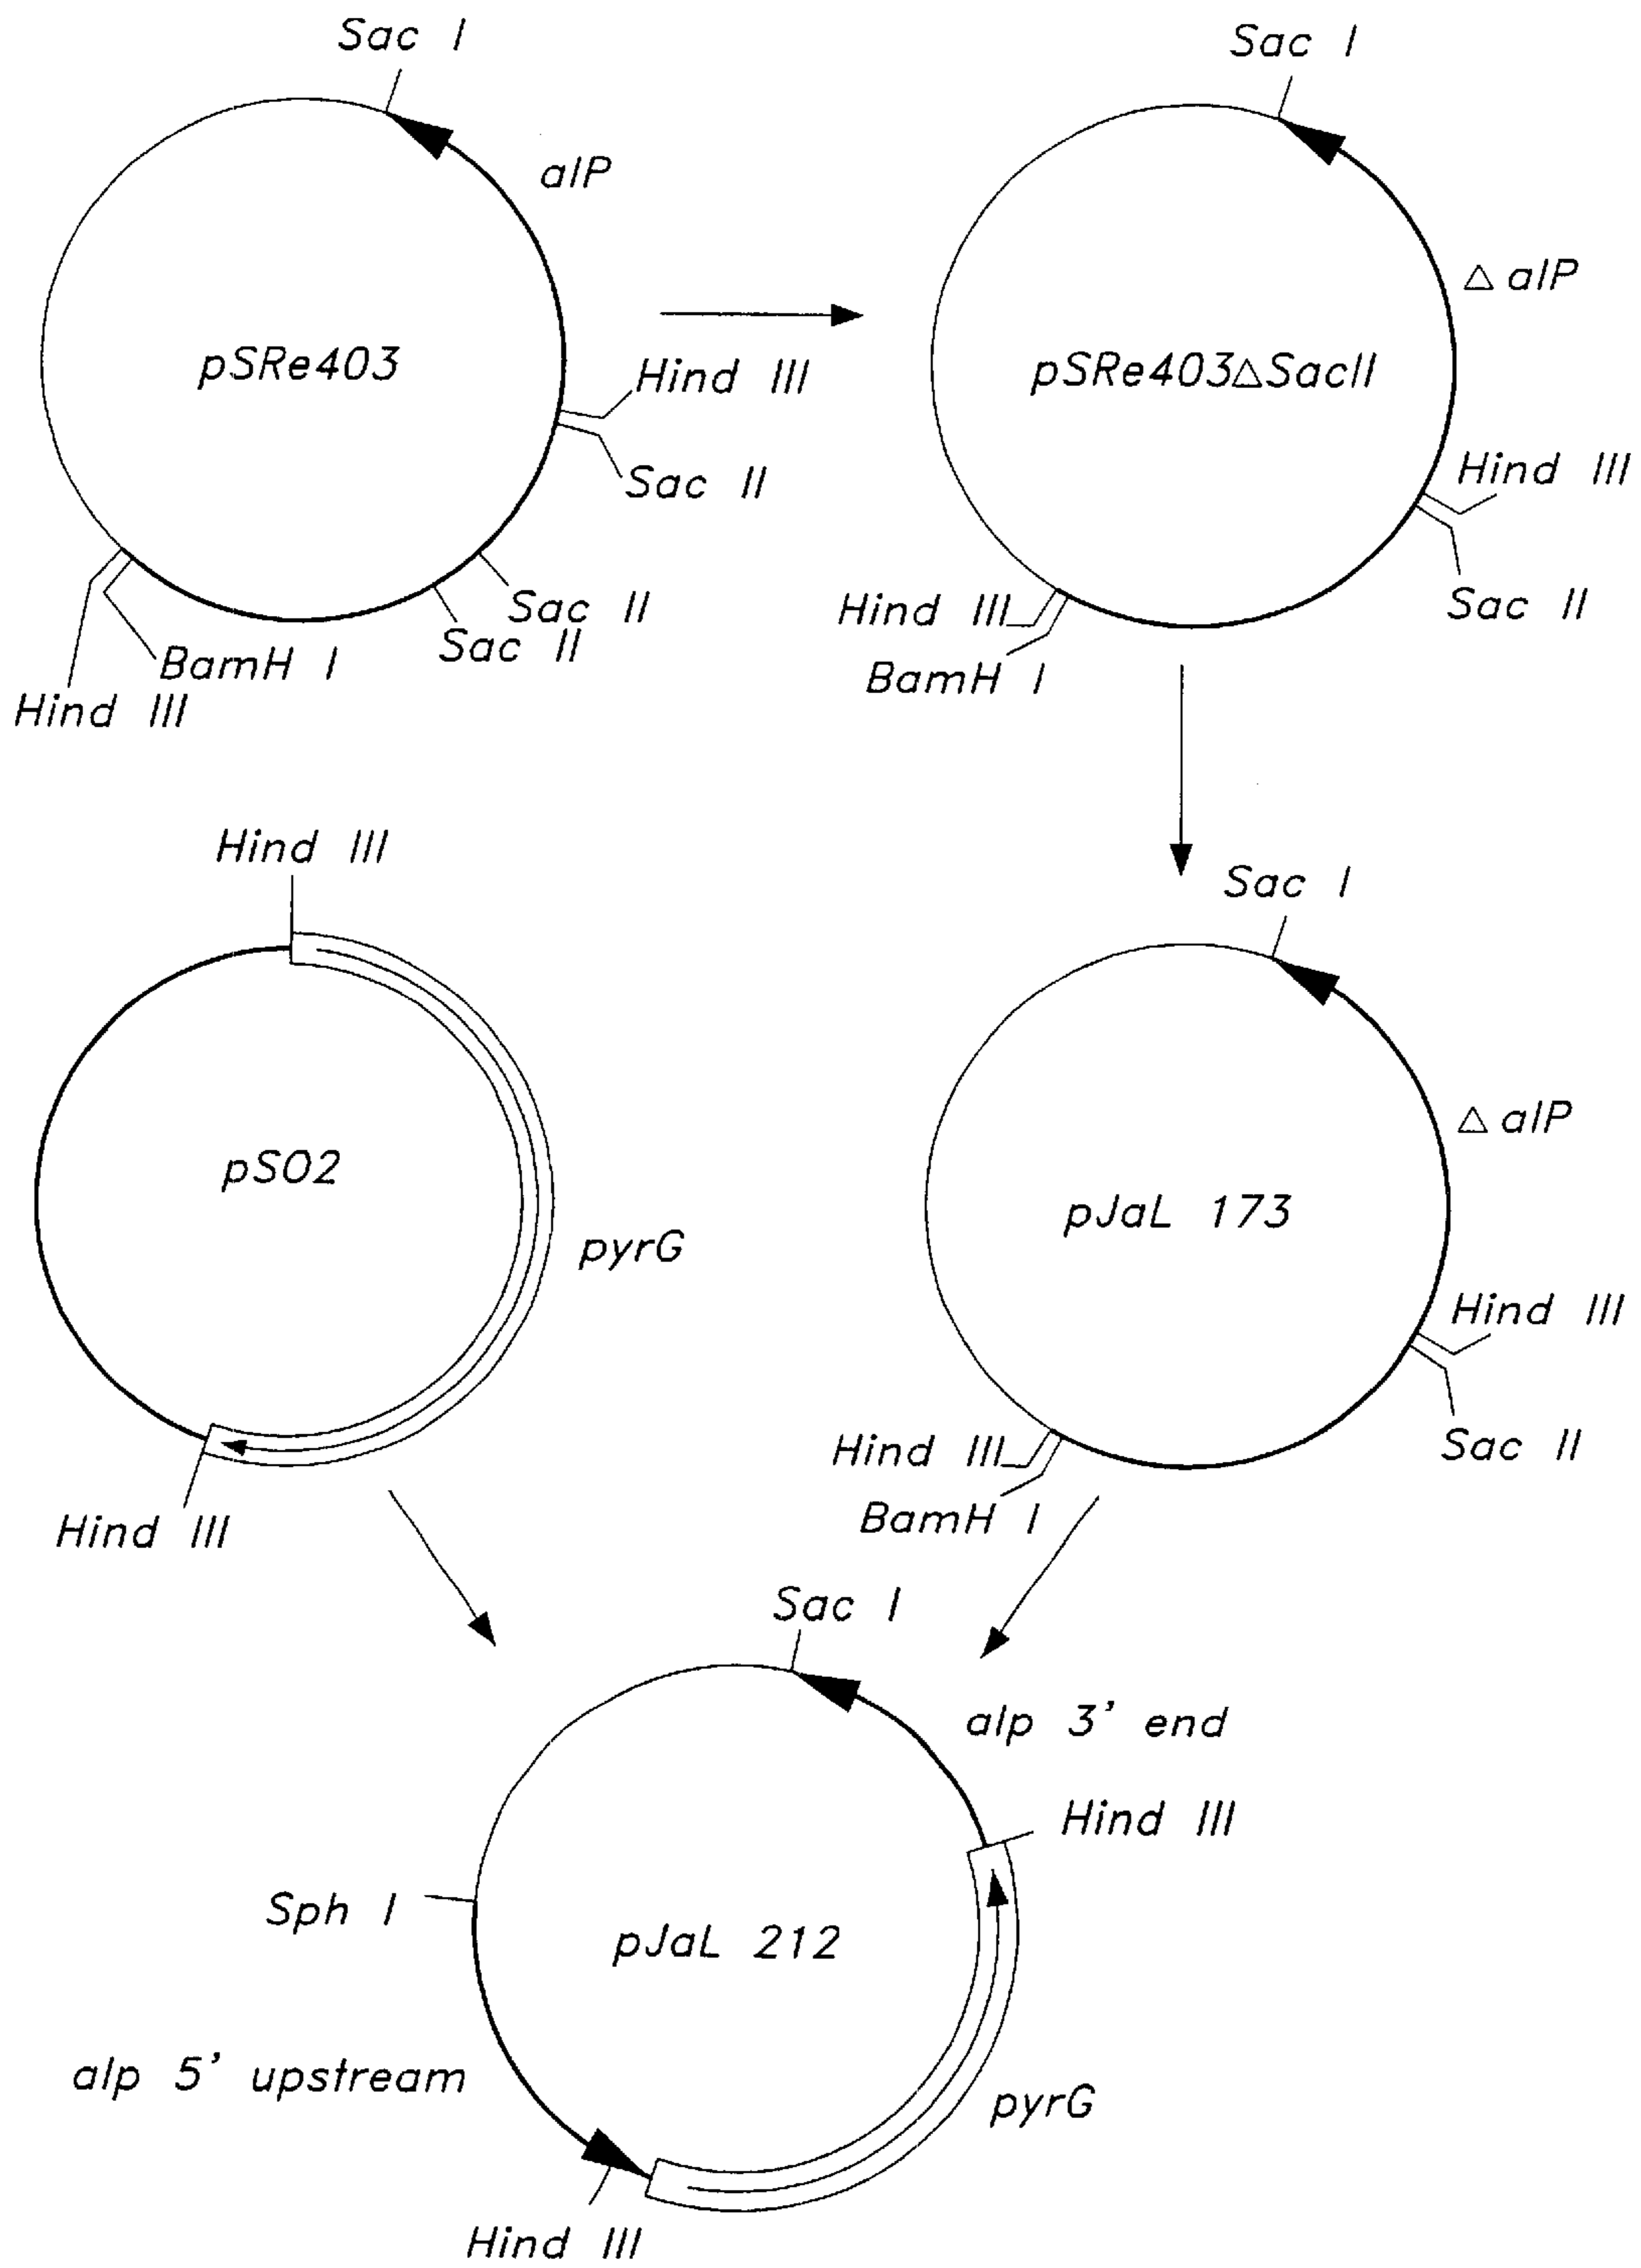 Sac I
alP
pSRe403
Hind III
Sac II
Sac II
Sac II
BamH I
Hind III
Sac I
△ alP
pSRe403△SacII
Hind III
Sac II
Hind III
BamH I
Hind III
pSO2
pyrG
Hind III
Sac I
△ alP
pJaL 173
Hind III
Sac II
Hind III
BamH I
Sac I
alp 3' end
Hind III
Sph I
pJaL 212
alp 5' upstream
pyrG
Hind III